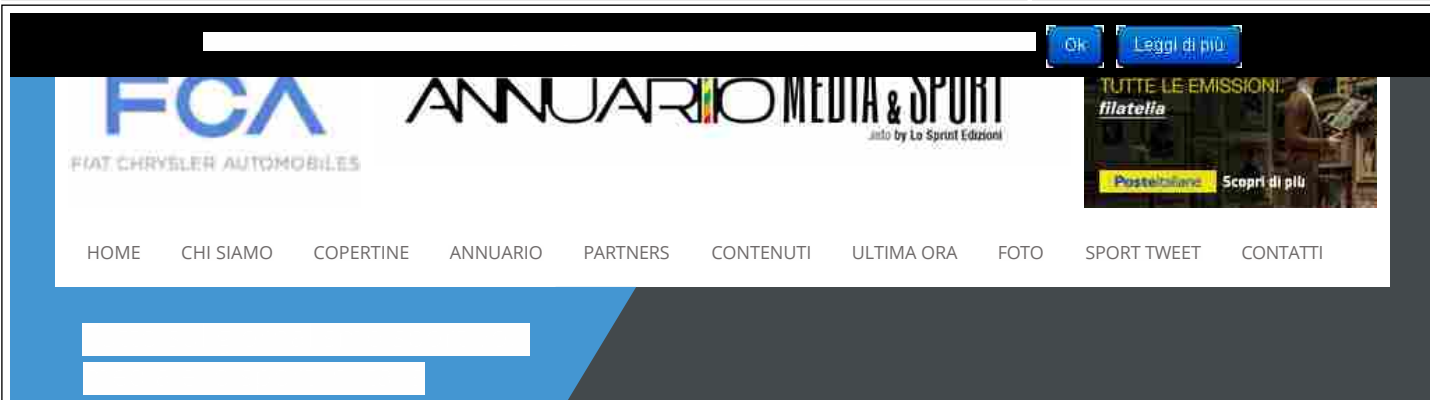 Ok Leggi di più
FCA
FIAT CHRYSLER AUTOMOBILES
ANNUARIO MEDIA & SPORT
.info by Lo Sprint Edizioni
TUTTE LE EMISSIONI.
filatelia
Posteitaliane Scopri di più
HOME CHI SIAMO COPERTINE ANNUARIO PARTNERS CONTENUTI ULTIMA ORA FOTO SPORT TWEET CONTATTI